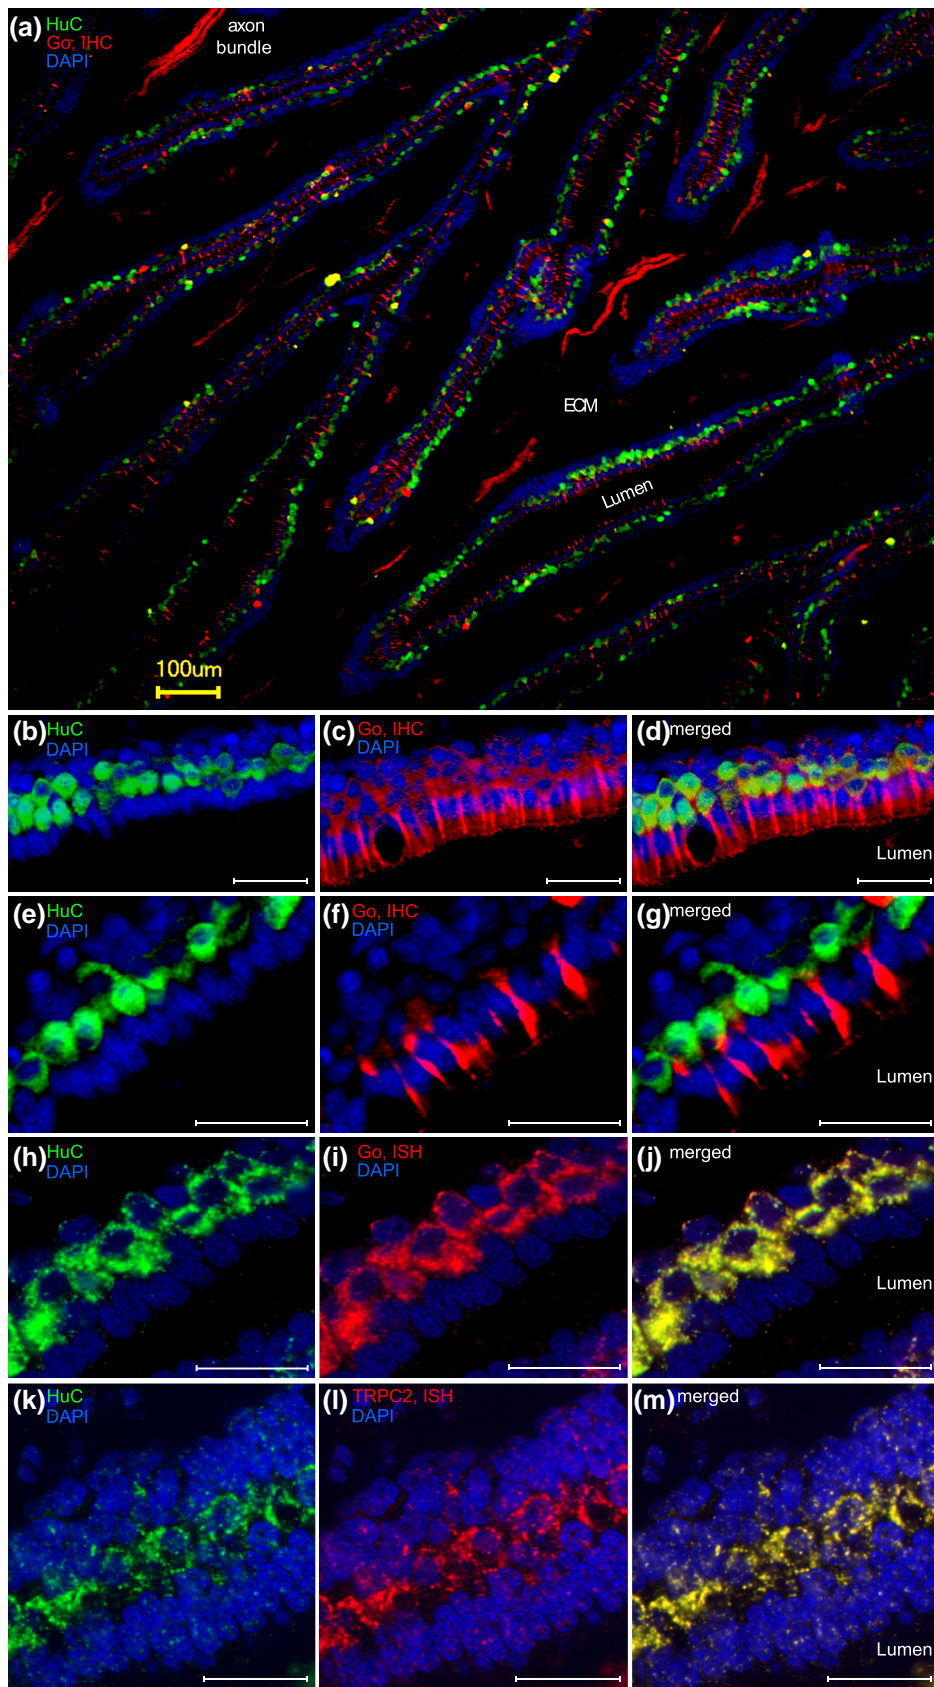 (a) HuC
Go, IHC
DAPI
axon
bundle
ECM
Lumen
100um
(b) HuC
DAPI
(c) Go, IHC
DAPI
(d) merged
Lumen
(e) HuC
DAPI
(f) Go, IHC
DAPI
(g) merged
Lumen
(h) HuC
DAPI
(i) Go, ISH
DAPI
(j) merged
Lumen
(k) HuC
DAPI
(l) TRPC2, ISH
DAPI
(m) merged
Lumen